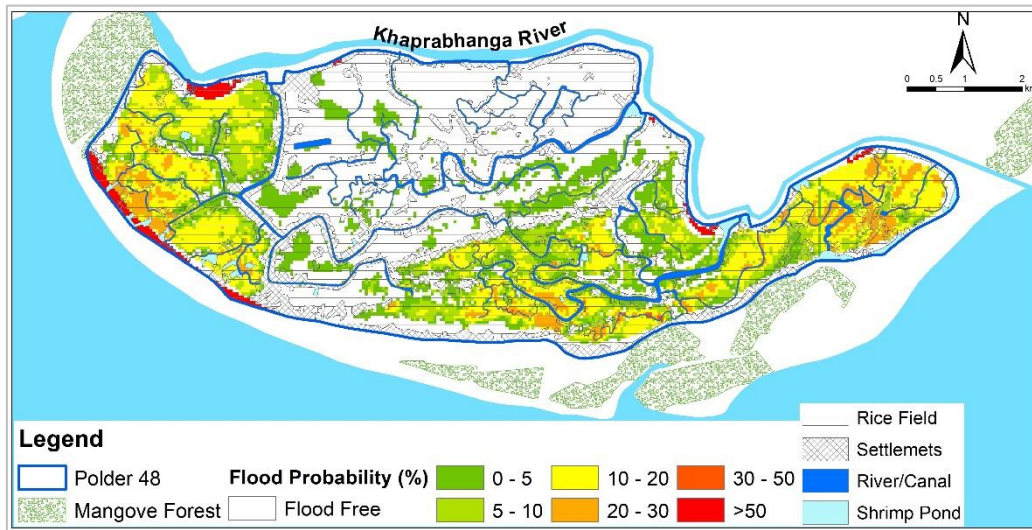 Khaprabhanga River
N
0 0.5 1 2
km
Legend
Polder 48
Mangove Forest
Flood Probability (%)
Flood Free
0 - 5
5 - 10
10 - 20
20 - 30
30 - 50
>50
Rice Field
Settlemets
River/Canal
Shrimp Pond